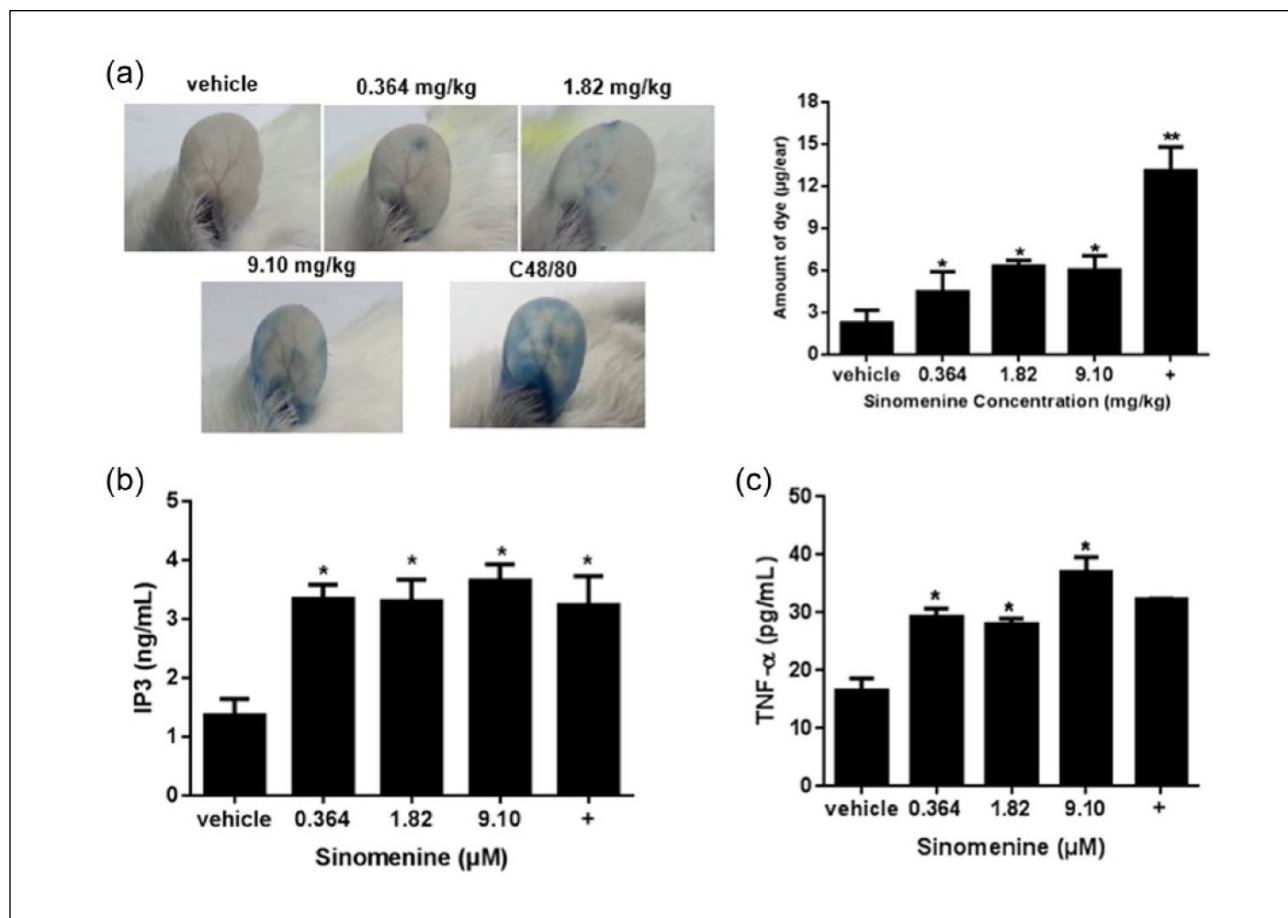 (a)
vehicle
0.364 mg/kg
1.82 mg/kg
9.10 mg/kg
C48/80
Amount of dye (µg/ear)
18
15
12
9
6
3
0
*
*
*
**
vehicle 0.364 1.82 9.10 +
Sinomenine Concentration (mg/kg)
(b)
IP3 (ng/mL)
5
4
3
2
1
0
*
*
*
*
vehicle 0.364 1.82 9.10 +
Sinomenine (µM)
(c)
TNF-α (pg/mL)
50
40
30
20
10
0
*
*
*
vehicle 0.364 1.82 9.10 +
Sinomenine (µM)